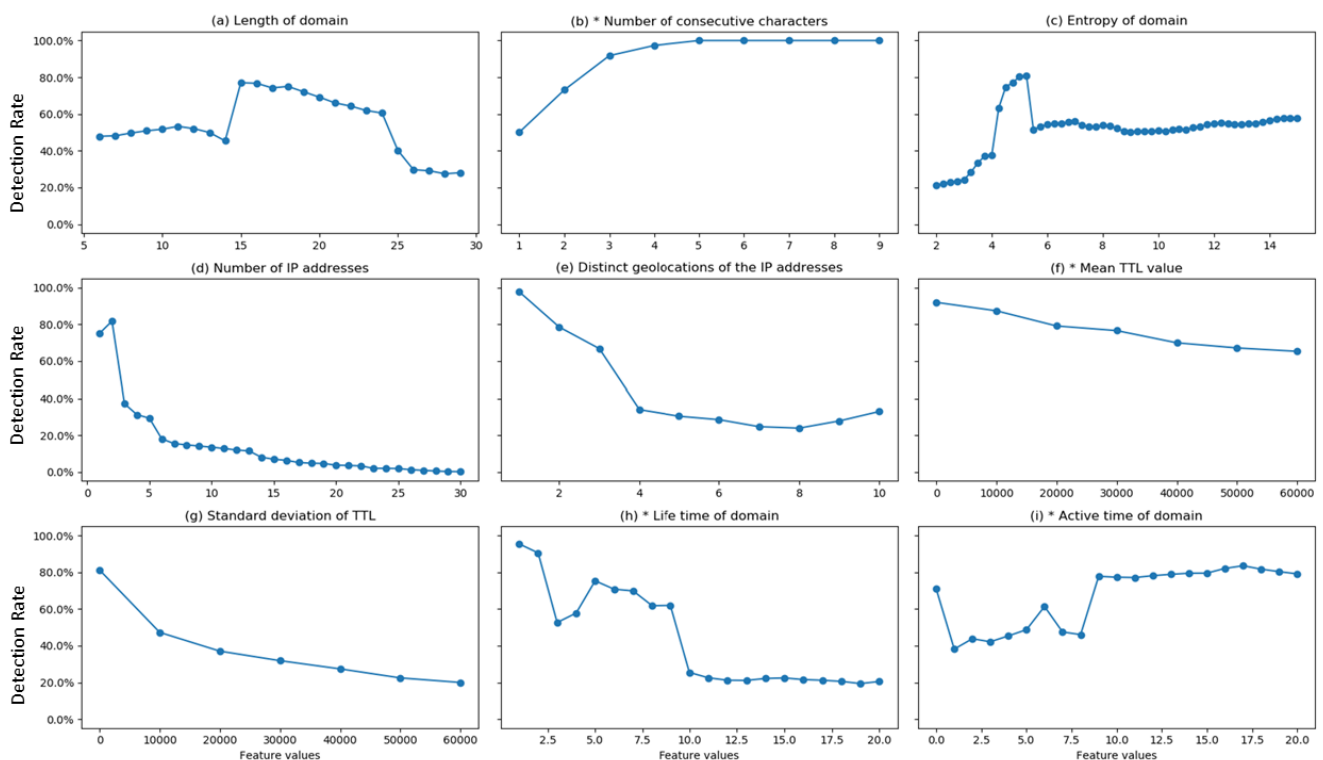 (a) Length of domain
(b) * Number of consecutive characters
(c) Entropy of domain
100.0%
80.0%
60.0%
40.0%
20.0%
0.0%
Detection Rate
5 10 15 20 25 30
1 2 3 4 5 6 7 8 9
2 4 6 8 10 12 14
(d) Number of IP addresses
(e) Distinct geolocations of the IP addresses
(f) * Mean TTL value
100.0%
80.0%
60.0%
40.0%
20.0%
0.0%
Detection Rate
0 5 10 15 20 25 30
2 4 6 8 10
0 10000 20000 30000 40000 50000 60000
(g) Standard deviation of TTL
(h) * Life time of domain
(i) * Active time of domain
100.0%
80.0%
60.0%
40.0%
20.0%
0.0%
Detection Rate
0 10000 20000 30000 40000 50000 60000
2.5 5.0 7.5 10.0 12.5 15.0 17.5 20.0
0.0 2.5 5.0 7.5 10.0 12.5 15.0 17.5 20.0
Feature values
Feature values
Feature values